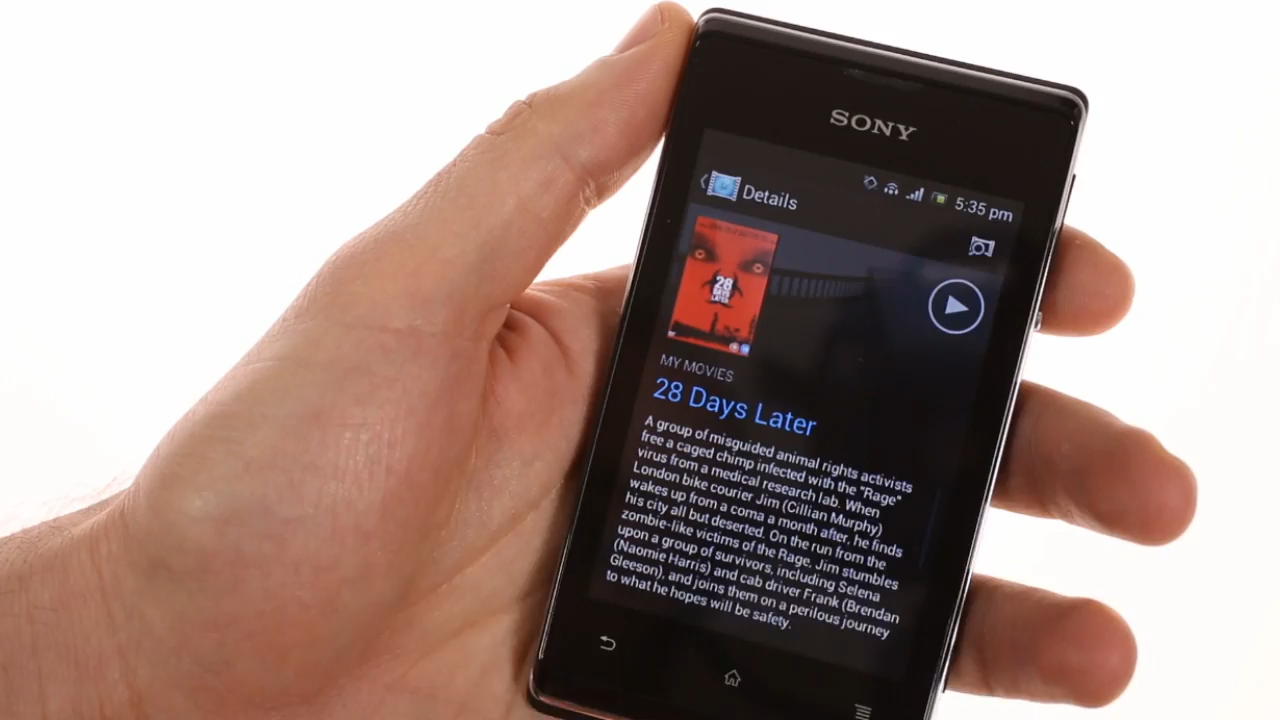 SONY
5:35 pm
Details
28
DAYS
LATER
MY MOVIES
28 Days Later
A group of misguided animal rights activists
free a caged chimp infected with the "Rage"
virus from a medical research lab. When
London bike courier Jim (Cillian Murphy)
wakes up from a coma a month after, he finds
his city all but deserted. On the run from the
zombie-like victims of the Rage, Jim stumbles
upon a group of survivors, including Selena
(Naomie Harris) and cab driver Frank (Brendan
Gleeson), and joins them on a perilous journey
to what he hopes will be safety.